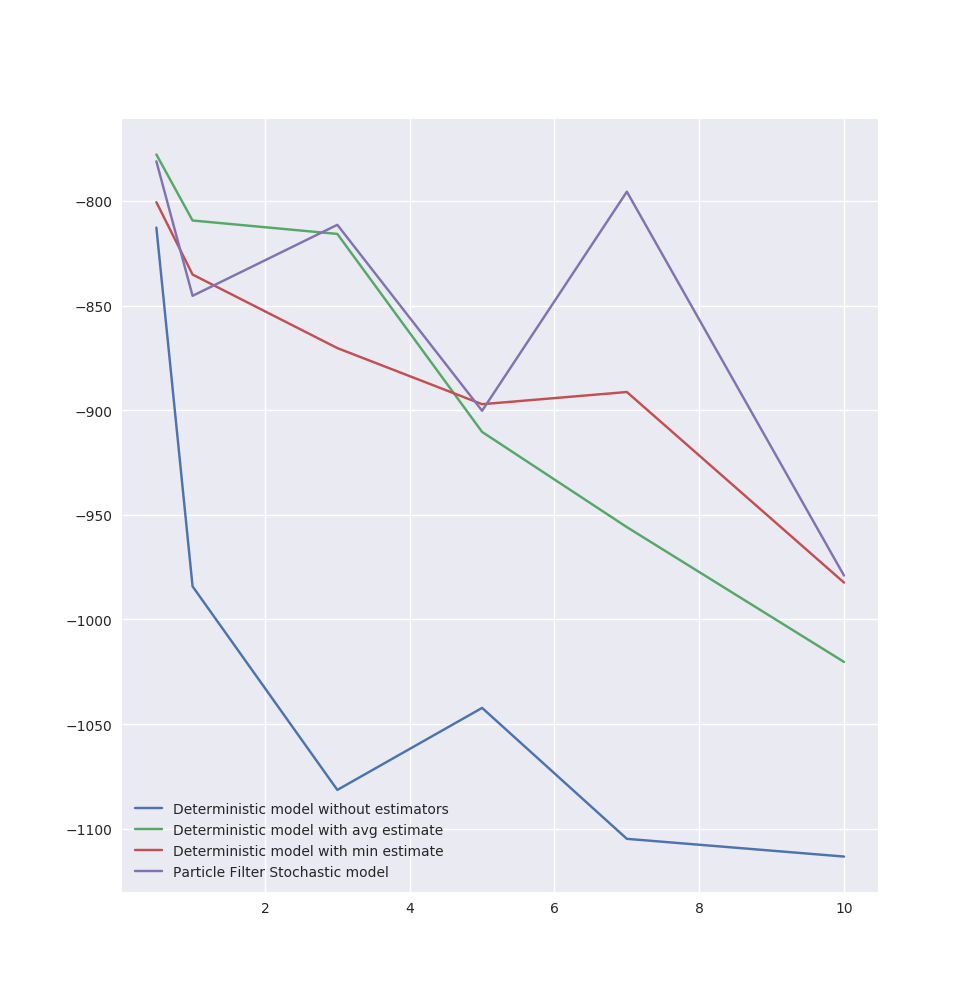 −800
−850
−900
−950
−1000
−1050
−1100
Deterministic model without estimators
Deterministic model with avg estimate
Deterministic model with min estimate
Particle Filter Stochastic model
2 4 6 8 10